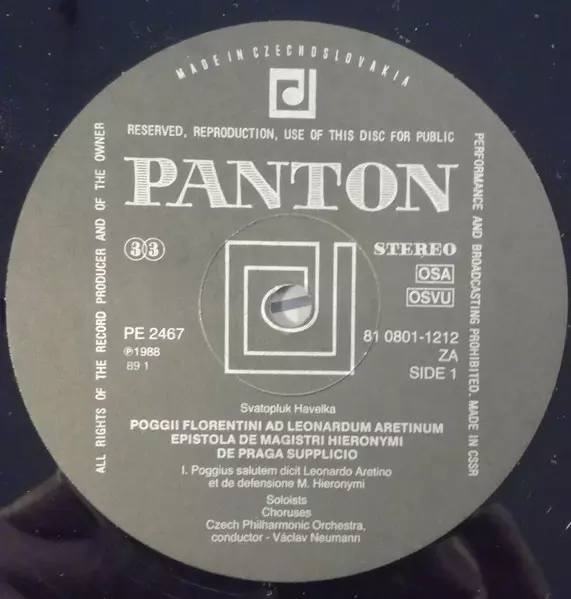 MADE IN CZECHOSLOVAKIA
ALL RIGHTS OF THE RECORD PRODUCER AND OF THE OWNER
RESERVED, REPRODUCTION, USE OF THIS DISC FOR PUBLIC
PERFORMANCE AND BROADCASTING PROHIBITED. MADE IN CSSR
PANTON
33
STEREO
OSA
OSVU
PE 2467
℗1988
89 1
81 0801-1212
ZA
SIDE 1
Svatopluk Havelka
POGGII FLORENTINI AD LEONARDUM ARETINUM
EPISTOLA DE MAGISTRI HIERONYMI
DE PRAGA SUPPLICIO
I. Poggius salutem dicit Leonardo Aretino
et de defensione M. Hieronymi
Soloists
Choruses
Czech Philharmonic Orchestra,
conductor - Václav Neumann